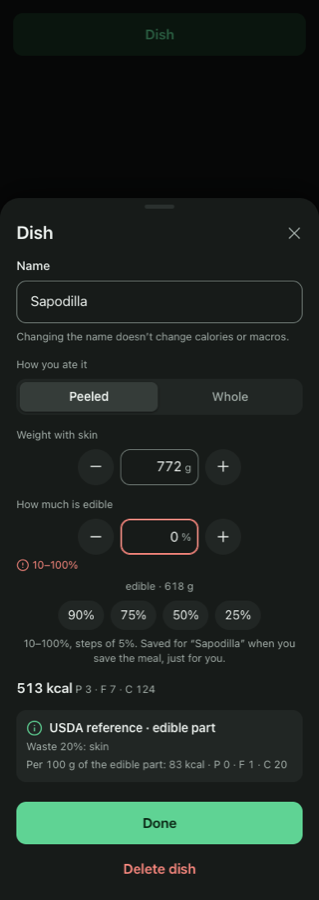 Dish
Dish
Name
Sapodilla
Changing the name doesn't change calories or macros.
How you ate it
Peeled Whole
Weight with skin
− 772 g +
How much is edible
− 0 % +
10–100%
edible · 618 g
90% 75% 50% 25%
10–100%, steps of 5%. Saved for “Sapodilla” when you
save the meal, just for you.
513 kcal P 3 · F 7 · C 124
USDA reference · edible part
Waste 20%: skin
Per 100 g of the edible part: 83 kcal · P 0 · F 1 · C 20
Done
Delete dish